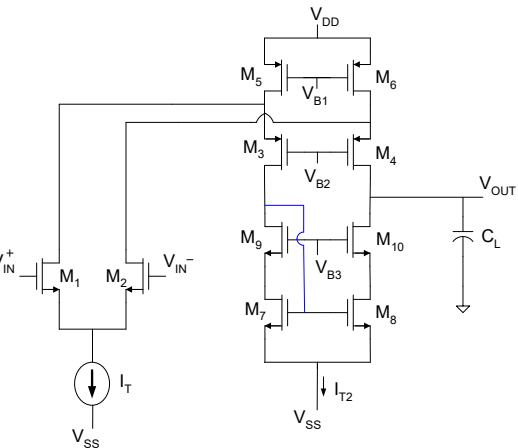 V_DD
M_5
M_6
V_B1
M_3
M_4
V_B2
V_OUT
V_IN^+
M_1
M_2
V_IN^−
M_9
M_10
C_L
V_B3
M_7
M_8
I_T
I_T2
V_SS
V_SS